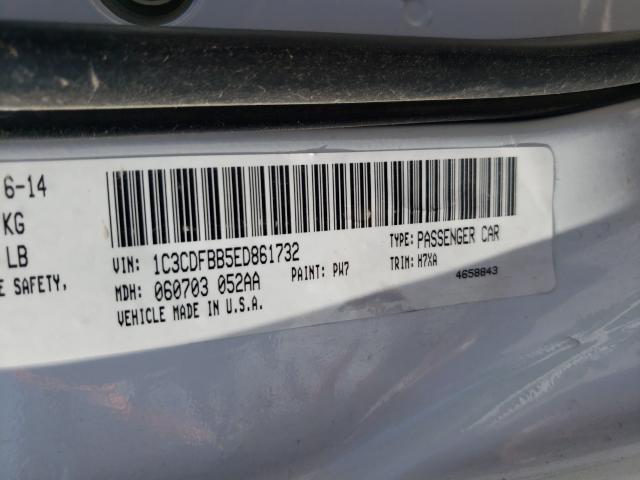 6-14
KG
LB
E SAFETY,
VIN: 1C3CDFBB5ED861732
TYPE: PASSENGER CAR
MDH: 060703 052AA
PAINT: PW7
TRIM: M7XA
VEHICLE MADE IN U.S.A.
4658843